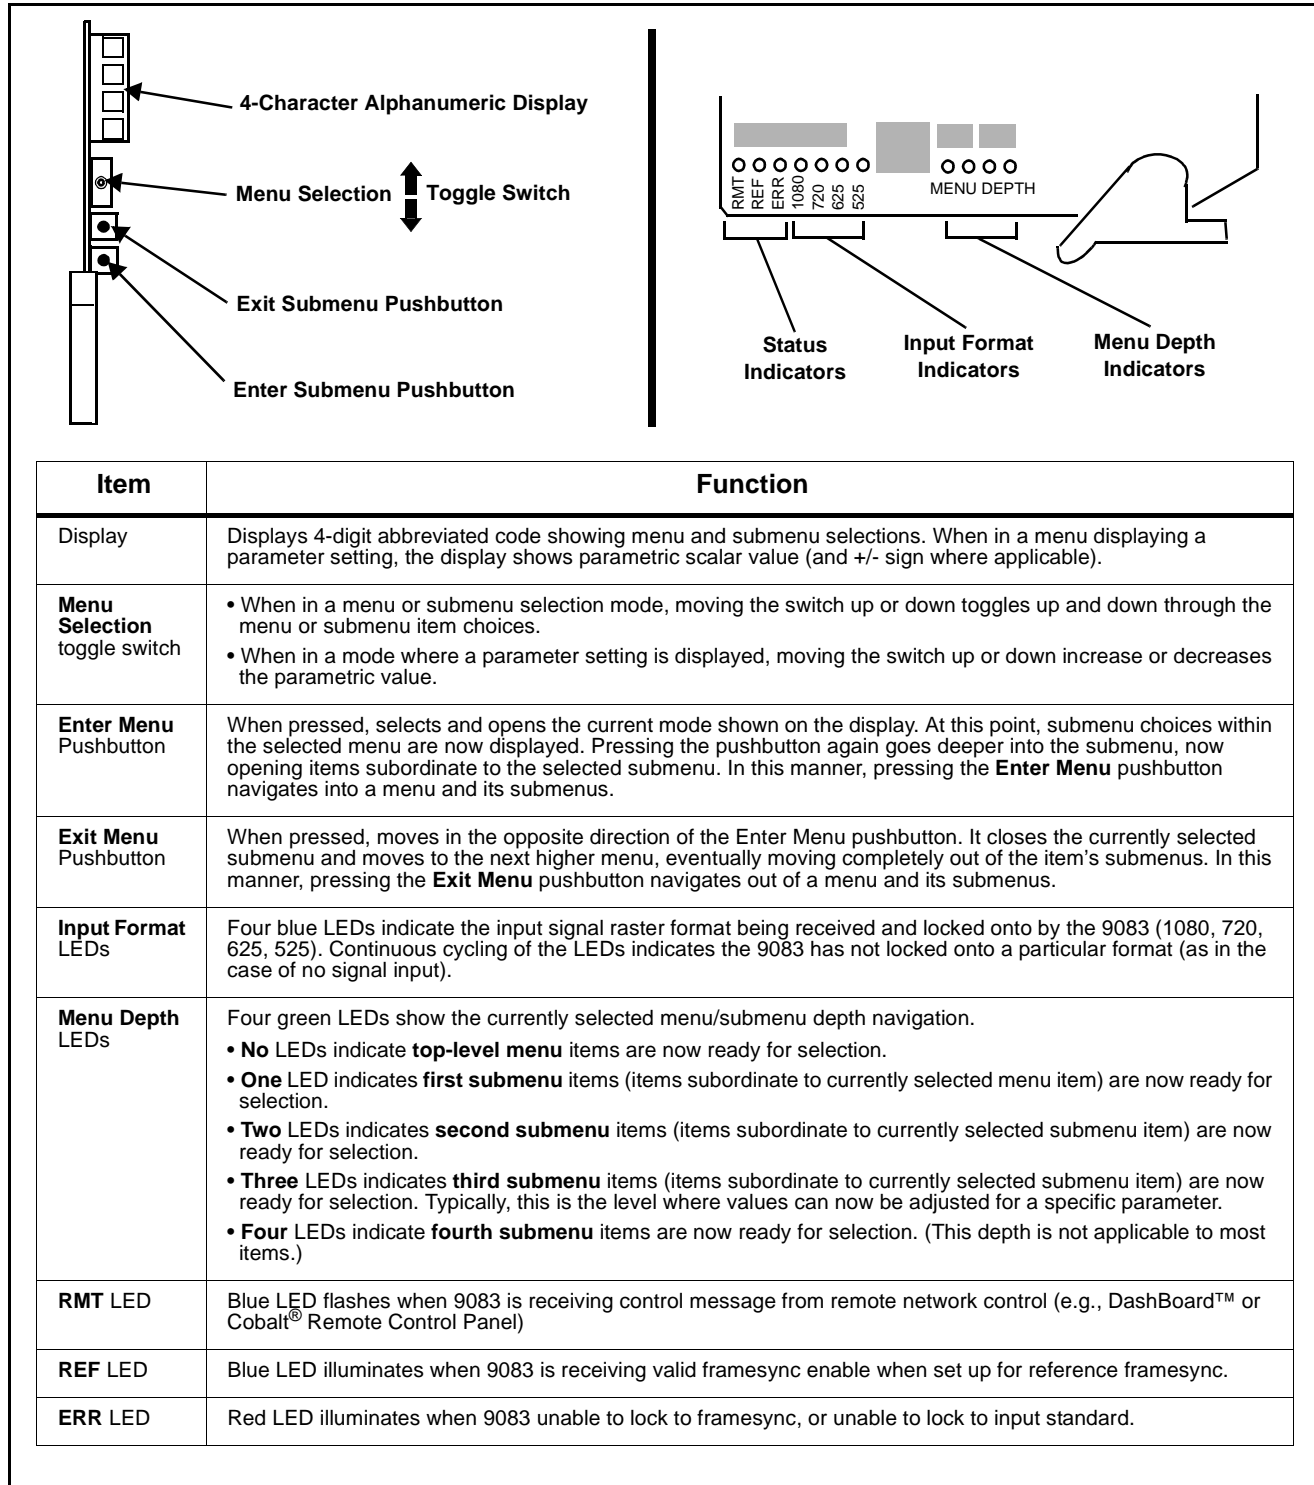 4-Character Alphanumeric Display
Menu Selection
Toggle Switch
Exit Submenu Pushbutton
Enter Submenu Pushbutton
RMT
REF
ERR
1080
720
625
525
MENU DEPTH
Status
Indicators
Input Format
Indicators
Menu Depth
Indicators
Item
Function
Display
Displays 4-digit abbreviated code showing menu and submenu selections. When in a menu displaying a
parameter setting, the display shows parametric scalar value (and +/- sign where applicable).
Menu
Selection
toggle switch
• When in a menu or submenu selection mode, moving the switch up or down toggles up and down through the
menu or submenu item choices.
• When in a mode where a parameter setting is displayed, moving the switch up or down increase or decreases
the parametric value.
Enter Menu
Pushbutton
When pressed, selects and opens the current mode shown on the display. At this point, submenu choices within
the selected menu are now displayed. Pressing the pushbutton again goes deeper into the submenu, now
opening items subordinate to the selected submenu. In this manner, pressing the Enter Menu pushbutton
navigates into a menu and its submenus.
Exit Menu
Pushbutton
When pressed, moves in the opposite direction of the Enter Menu pushbutton. It closes the currently selected
submenu and moves to the next higher menu, eventually moving completely out of the item’s submenus. In this
manner, pressing the Exit Menu pushbutton navigates out of a menu and its submenus.
Input Format
LEDs
Four blue LEDs indicate the input signal raster format being received and locked onto by the 9083 (1080, 720,
625, 525). Continuous cycling of the LEDs indicates the 9083 has not locked onto a particular format (as in the
case of no signal input).
Menu Depth
LEDs
Four green LEDs show the currently selected menu/submenu depth navigation.
• No LEDs indicate top-level menu items are now ready for selection.
• One LED indicates first submenu items (items subordinate to currently selected menu item) are now ready for
selection.
• Two LEDs indicates second submenu items (items subordinate to currently selected submenu item) are now
ready for selection.
• Three LEDs indicates third submenu items (items subordinate to currently selected submenu item) are now
ready for selection. Typically, this is the level where values can now be adjusted for a specific parameter.
• Four LEDs indicate fourth submenu items are now ready for selection. (This depth is not applicable to most
items.)
RMT LED
Blue LED flashes when 9083 is receiving control message from remote network control (e.g., DashBoard™ or
Cobalt® Remote Control Panel)
REF LED
Blue LED illuminates when 9083 is receiving valid framesync enable when set up for reference framesync.
ERR LED
Red LED illuminates when 9083 unable to lock to framesync, or unable to lock to input standard.